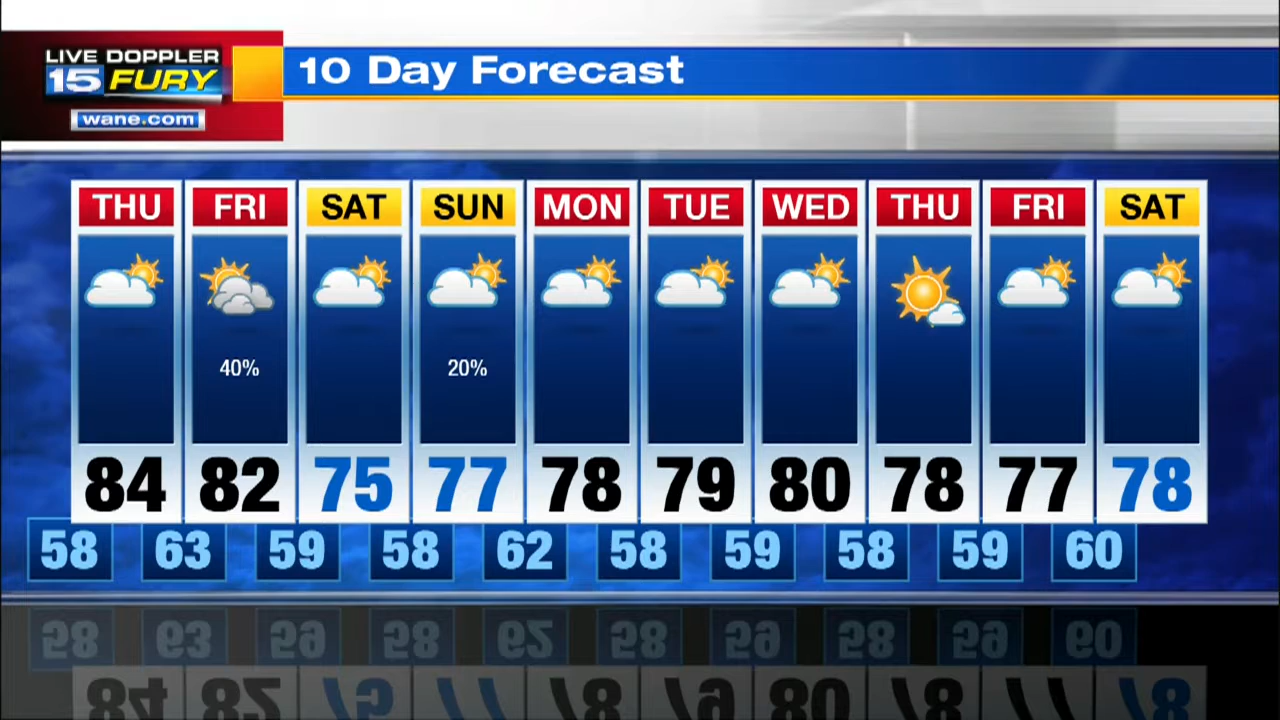 LIVE DOPPLER
15 FURY
wane.com
10 Day Forecast
THU FRI SAT SUN MON TUE WED THU FRI SAT
40% 20%
84 82 75 77 78 79 80 78 77 78
58 63 59 58 62 58 59 58 59 60